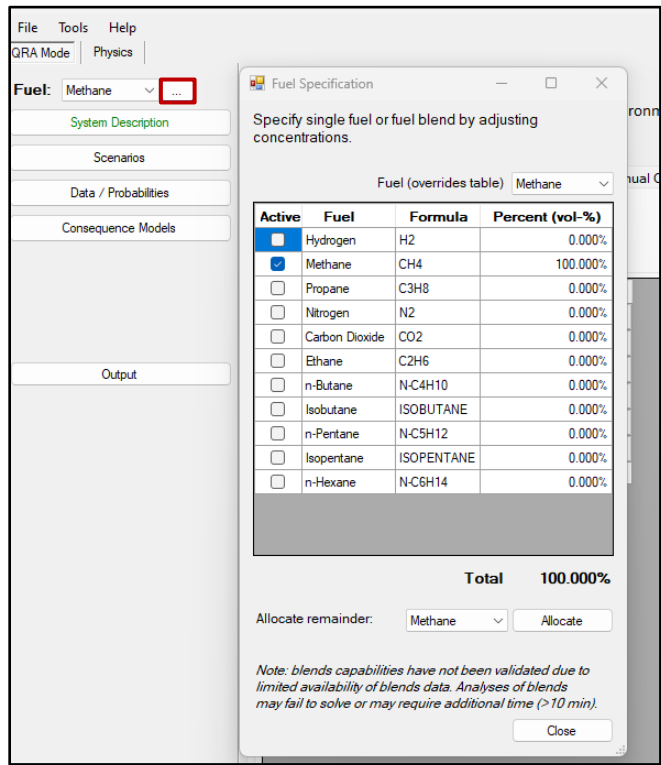 File Tools Help
QRA Mode Physics
Fuel: Methane ...
System Description
Scenarios
Data / Probabilities
Consequence Models
Output
Fuel Specification
Specify single fuel or fuel blend by adjusting
concentrations.
Fuel (overrides table) Methane
Active Fuel Formula Percent (vol-%)
Hydrogen H2 0.000%
Methane CH4 100.000%
Propane C3H8 0.000%
Nitrogen N2 0.000%
Carbon Dioxide CO2 0.000%
Ethane C2H6 0.000%
n-Butane N-C4H10 0.000%
Isobutane ISOBUTANE 0.000%
n-Pentane N-C5H12 0.000%
Isopentane ISOPENTANE 0.000%
n-Hexane N-C6H14 0.000%
Total 100.000%
Allocate remainder: Methane Allocate
Note: blends capabilities have not been validated due to
limited availability of blends data. Analyses of blends
may fail to solve or may require additional time (>10 min).
Close